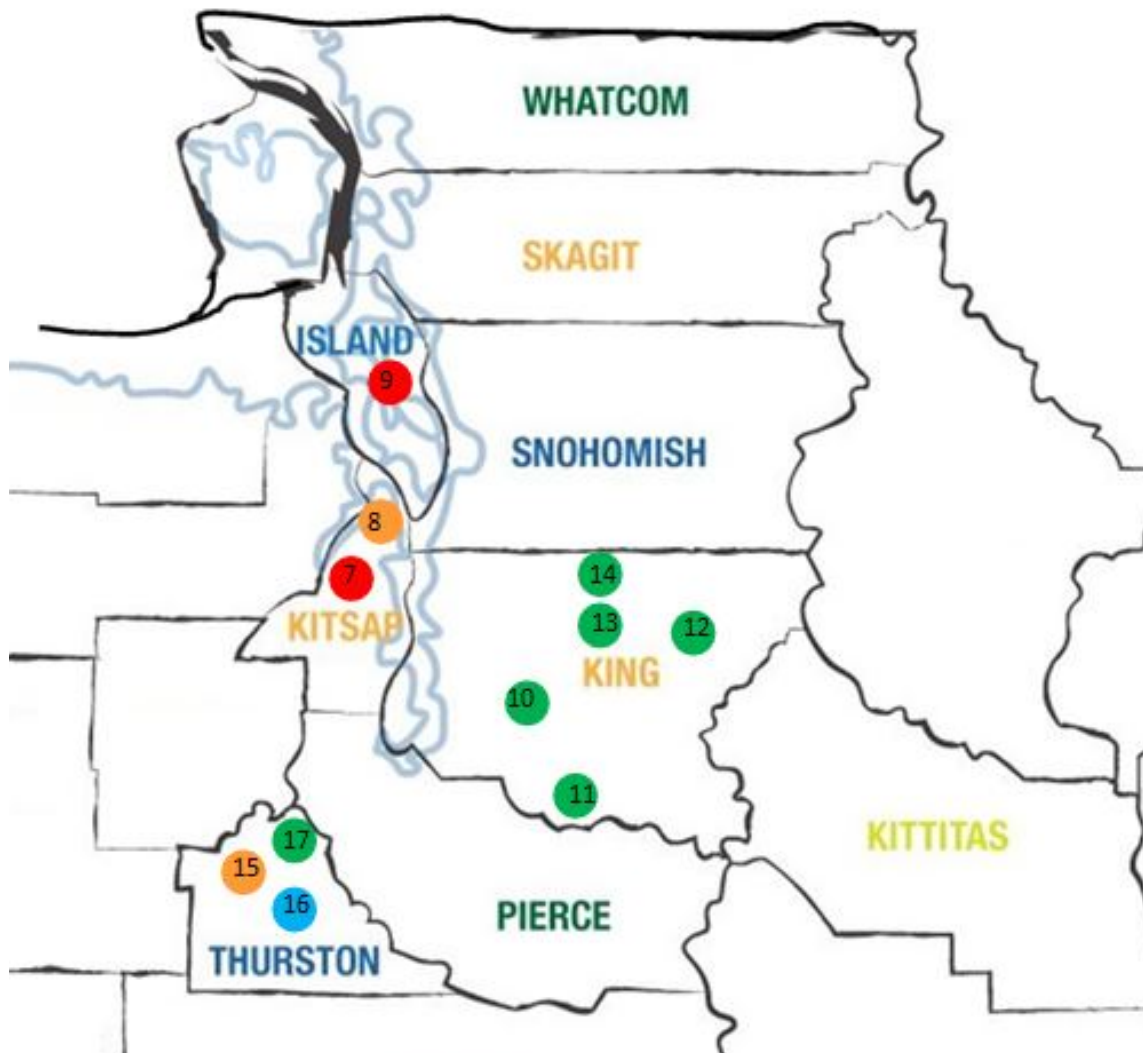 WHATCOM
SKAGIT
ISLAND
9
SNOHOMISH
8
7
14
13
12
KITSAP
KING
10
11
17
15
KITTITAS
16
PIERCE
THURSTON